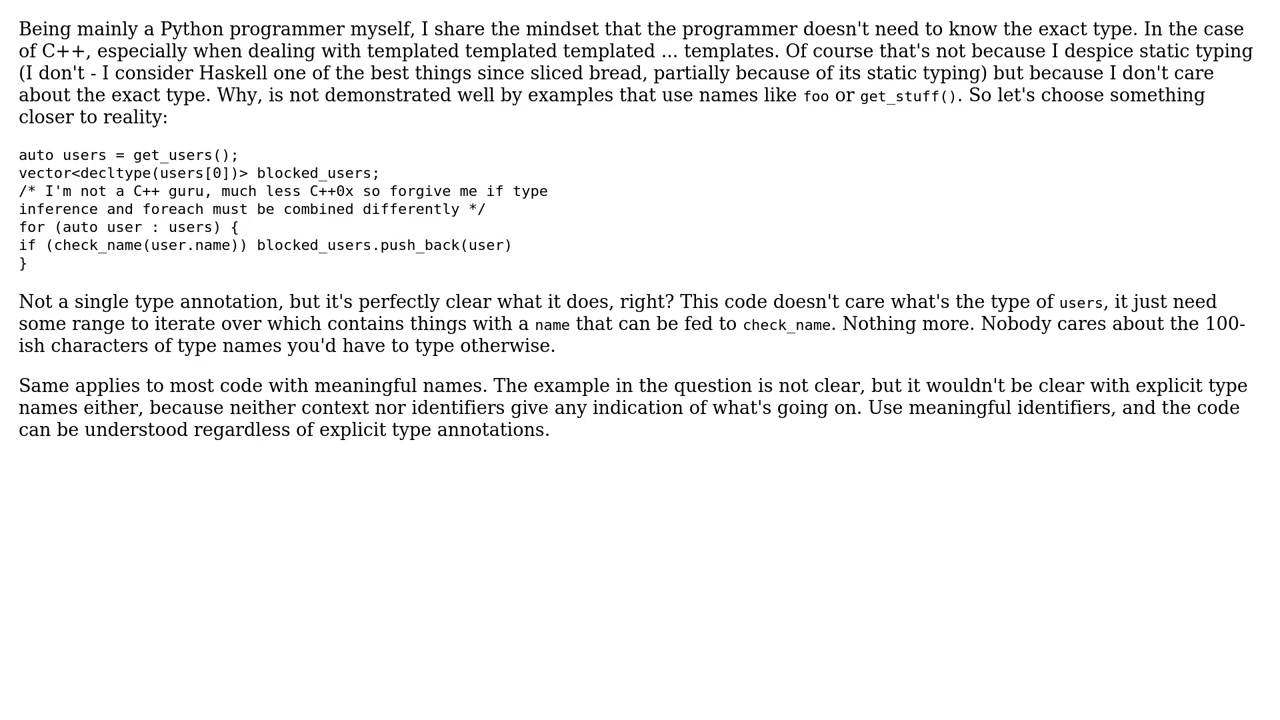 Being mainly a Python programmer myself, I share the mindset that the programmer doesn't need to know the exact type. In the case
of C++, especially when dealing with templated templated templated ... templates. Of course that's not because I despice static typing
(I don't - I consider Haskell one of the best things since sliced bread, partially because of its static typing) but because I don't care
about the exact type. Why, is not demonstrated well by examples that use names like foo or get_stuff(). So let's choose something
closer to reality:
auto users = get_users();
vector<decltype(users[0])> blocked_users;
/* I'm not a C++ guru, much less C++0x so forgive me if type
inference and foreach must be combined differently */
for (auto user : users) {
if (check_name(user.name)) blocked_users.push_back(user)
}
Not a single type annotation, but it's perfectly clear what it does, right? This code doesn't care what's the type of users, it just need
some range to iterate over which contains things with a name that can be fed to check_name. Nothing more. Nobody cares about the 100-
ish characters of type names you'd have to type otherwise.
Same applies to most code with meaningful names. The example in the question is not clear, but it wouldn't be clear with explicit type
names either, because neither context nor identifiers give any indication of what's going on. Use meaningful identifiers, and the code
can be understood regardless of explicit type annotations.